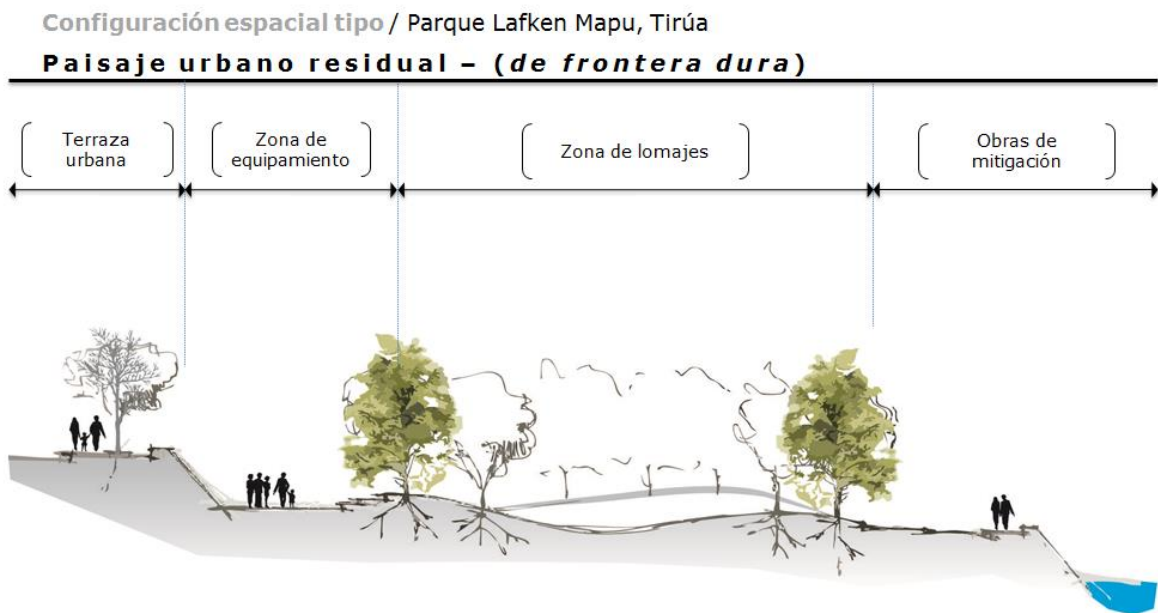 Configuración espacial tipo / Parque Lafken Mapu, Tirúa
Paisaje urbano residual – (de frontera dura)
Terraza
urbana
Zona de
equipamiento
Zona de lomajes
Obras de
mitigación